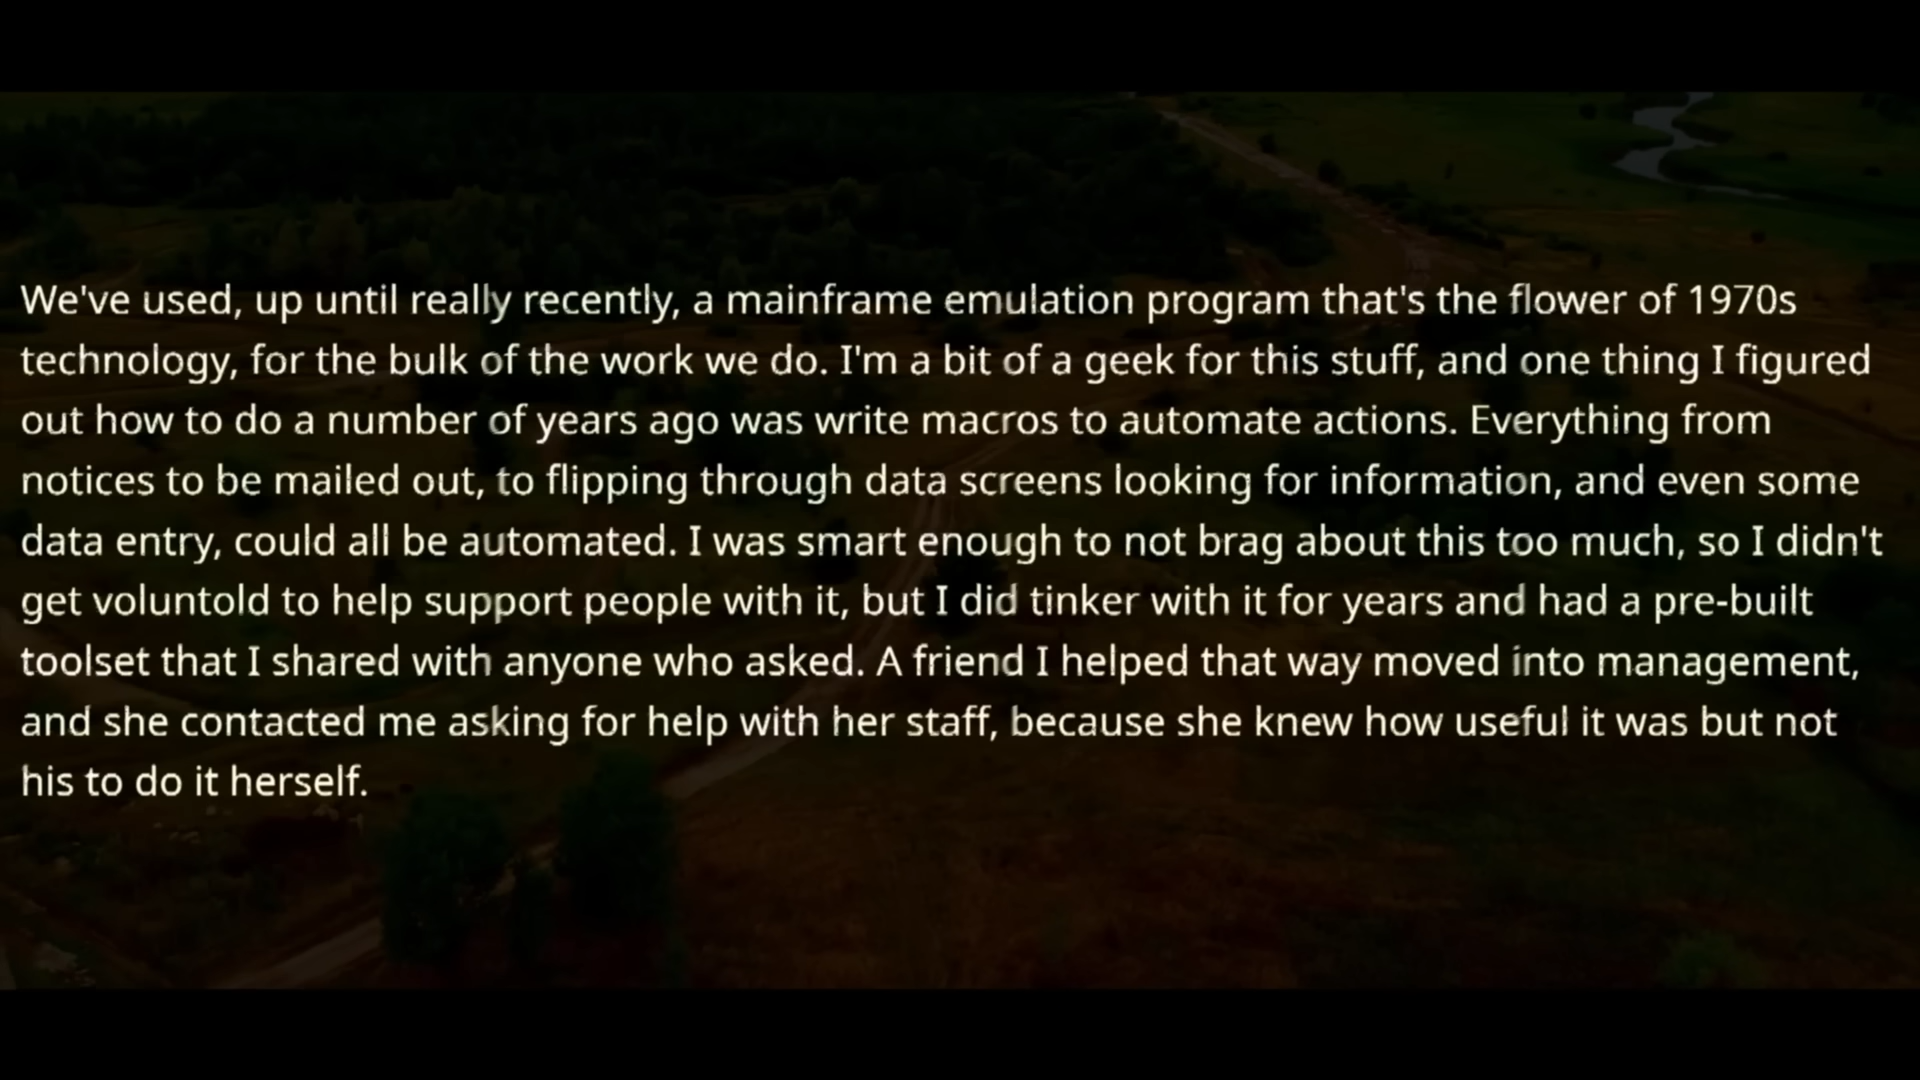 We've used, up until really recently, a mainframe emulation program that's the flower of 1970s
technology, for the bulk of the work we do. I'm a bit of a geek for this stuff, and one thing I figured
out how to do a number of years ago was write macros to automate actions. Everything from
notices to be mailed out, to flipping through data screens looking for information, and even some
data entry, could all be automated. I was smart enough to not brag about this too much, so I didn't
get voluntold to help support people with it, but I did tinker with it for years and had a pre-built
toolset that I shared with anyone who asked. A friend I helped that way moved into management,
and she contacted me asking for help with her staff, because she knew how useful it was but not
his to do it herself.